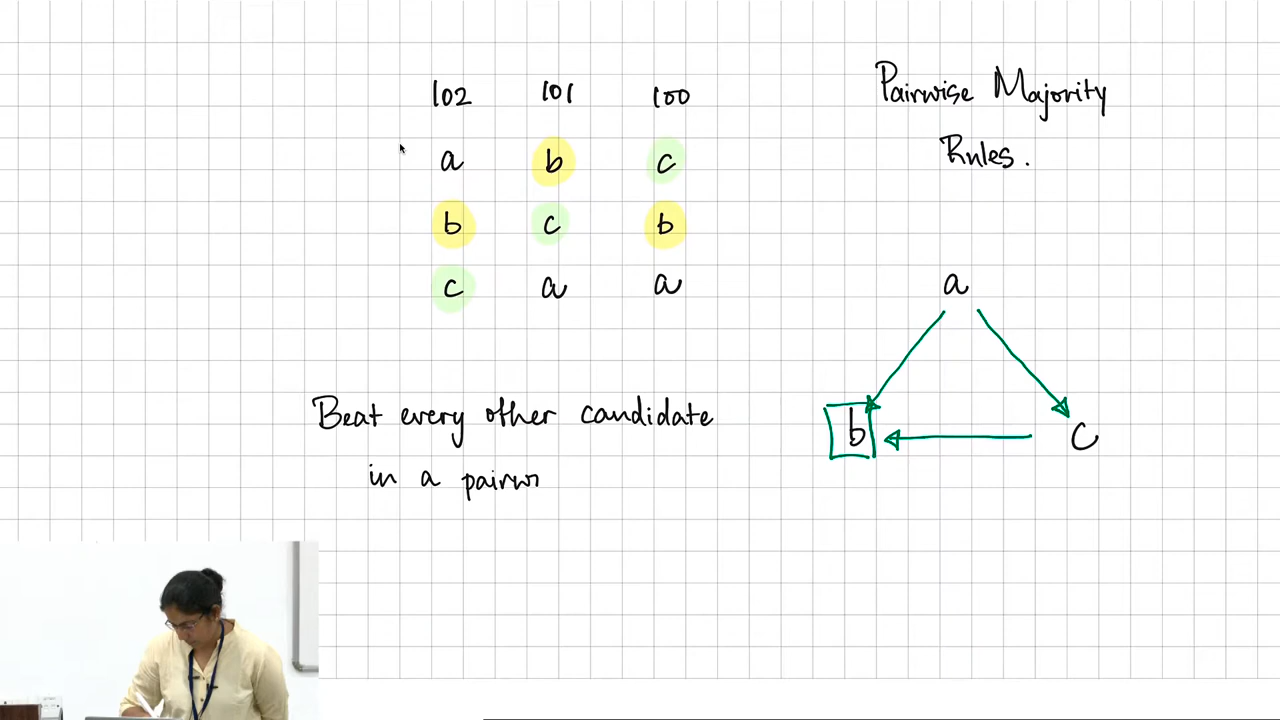 102 101 100
a b c
b c b
c a a
Pairwise Majority
Rules.
a
b c
Beat every other candidate
in a pairw